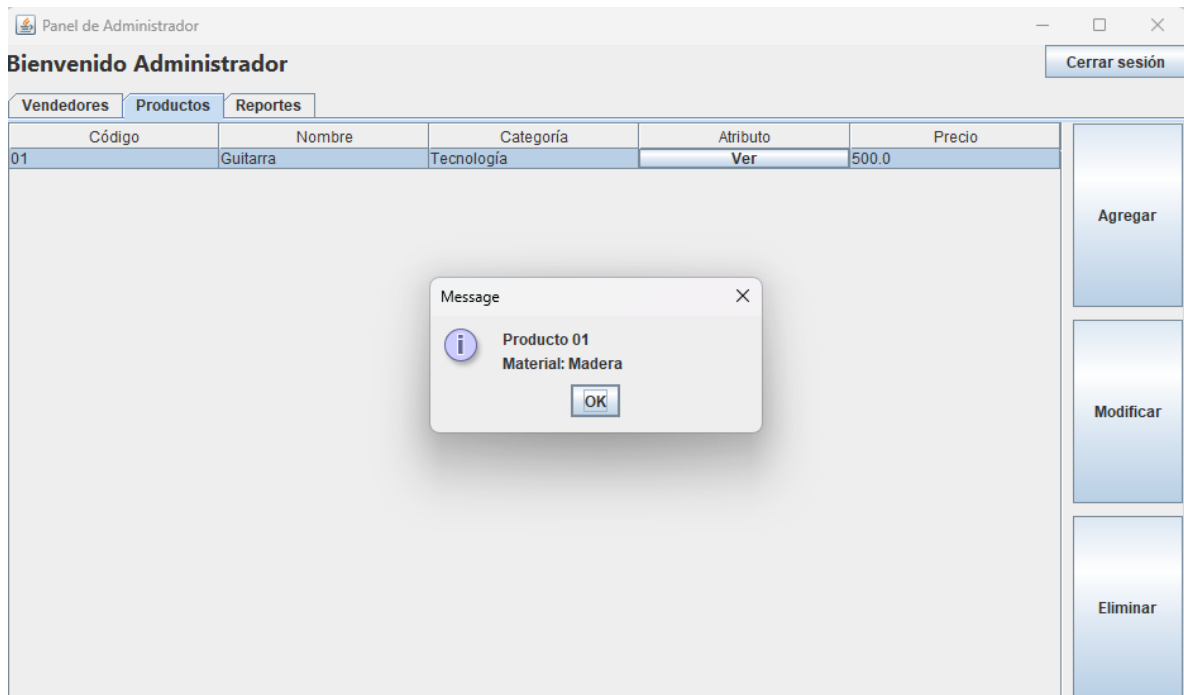 Panel de Administrador
Bienvenido Administrador
Cerrar sesión
Vendedores Productos Reportes
Código Nombre Categoría Atributo Precio
01 Guitarra Tecnología Ver 500.0
Agregar
Message
Producto 01
Material: Madera
OK
Modificar
Eliminar